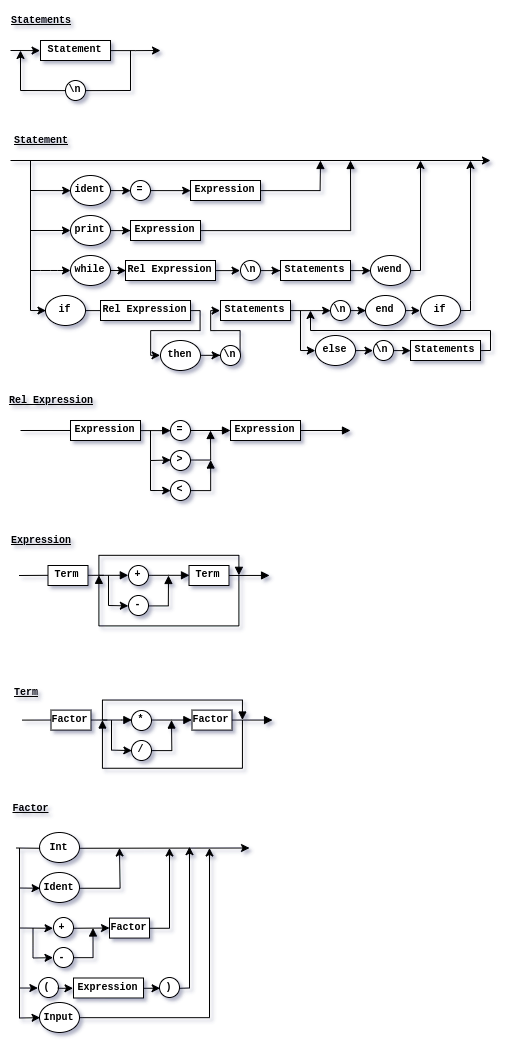 Statements
Statement
\n
Statement
ident = Expression
print Expression
while Rel Expression \n Statements wend
if Rel Expression Statements \n end if
then \n else \n Statements
Rel Expression
Expression = Expression
>
<
Expression
Term + Term
-
Term
Factor * Factor
/
Factor
Int
Ident
+ Factor
-
( Expression )
Input